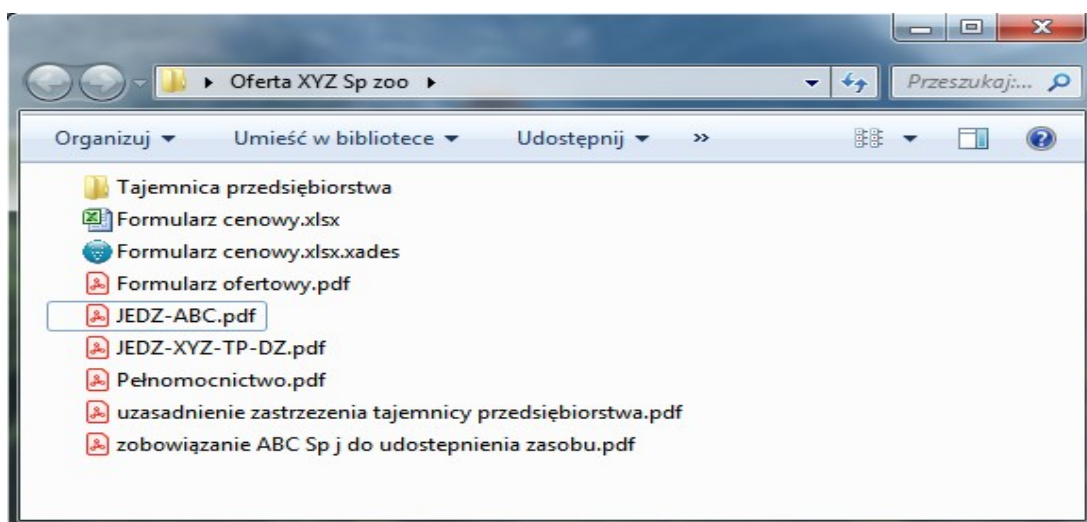 Oferta XYZ Sp zoo
Przeszukaj:...
Organizuj Umieść w bibliotece Udostępnij »
Tajemnica przedsiębiorstwa
Formularz cenowy.xlsx
Formularz cenowy.xlsx.xades
Formularz ofertowy.pdf
JEDZ-ABC.pdf
JEDZ-XYZ-TP-DZ.pdf
Pełnomocnictwo.pdf
uzasadnienie zastrzezenia tajemnicy przedsiębiorstwa.pdf
zobowiązanie ABC Sp j do udostepnienia zasobu.pdf